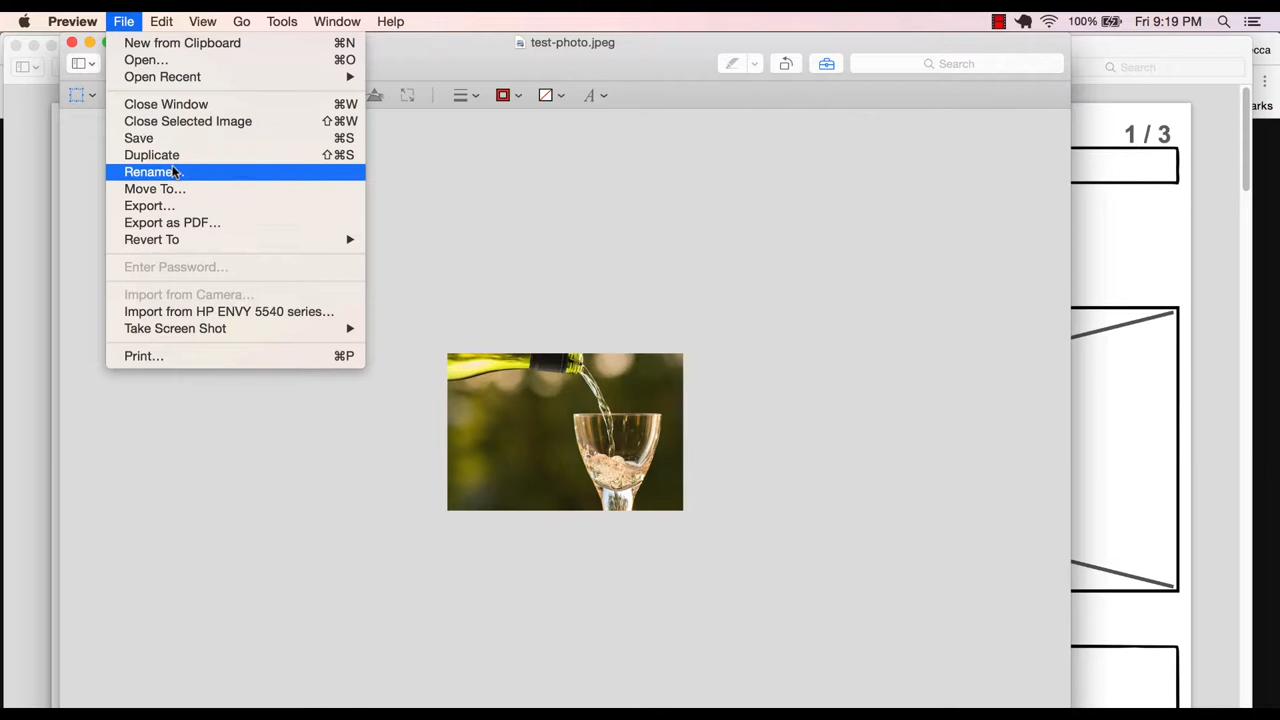 Preview File Edit View Go Tools Window Help 100% Fri 9:19 PM
test-photo.jpeg
Search
Search
arks
1 / 3
New from Clipboard ⌘N
Open… ⌘O
Open Recent
Close Window ⌘W
Close Selected Image ⇧⌘W
Save ⌘S
Duplicate ⇧⌘S
Rename…
Move To…
Export…
Export as PDF…
Revert To
Enter Password…
Import from Camera…
Import from HP ENVY 5540 series…
Take Screen Shot
Print… ⌘P